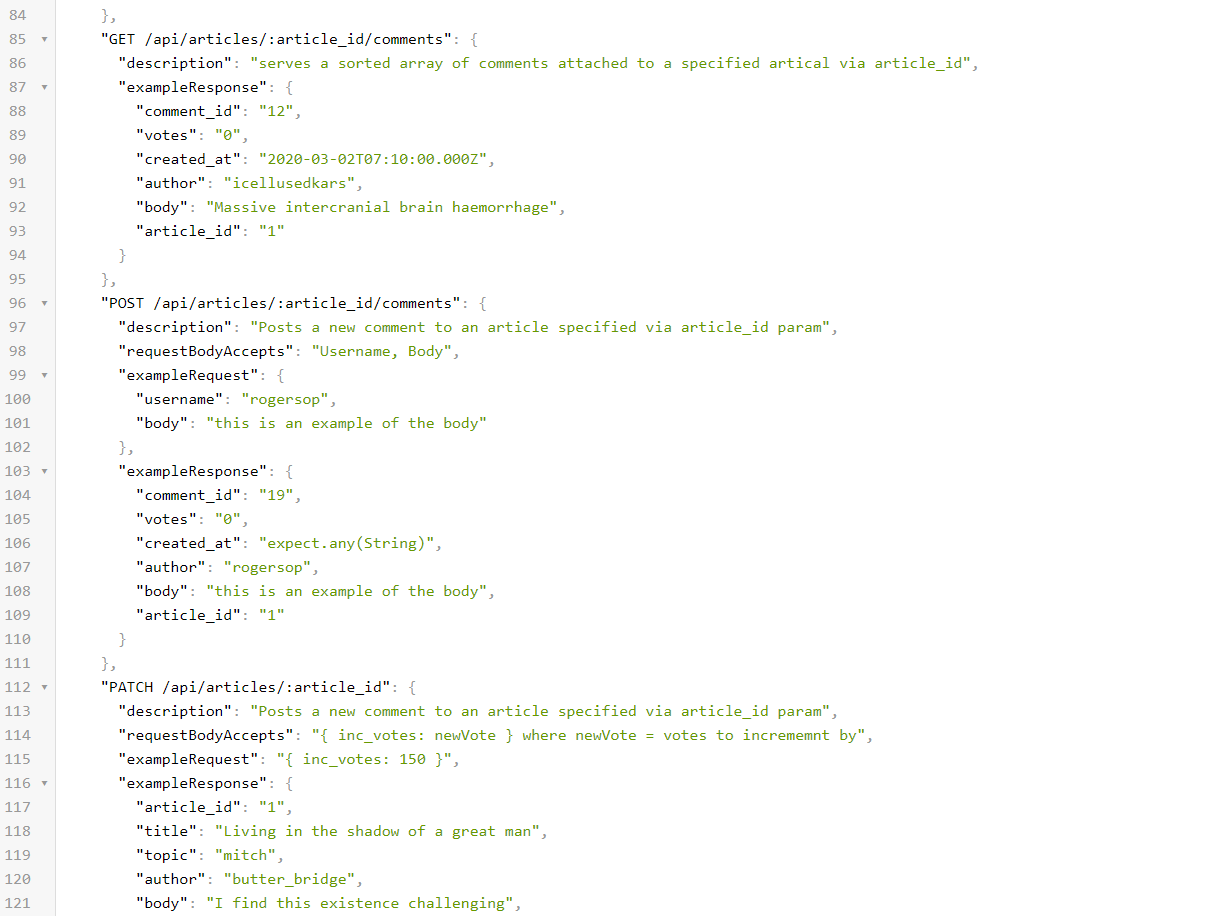 84 },
85 "GET /api/articles/:article_id/comments": {
86 "description": "serves a sorted array of comments attached to a specified artical via article_id",
87 "exampleResponse": {
88 "comment_id": "12",
89 "votes": "0",
90 "created_at": "2020-03-02T07:10:00.000Z",
91 "author": "icellusedkars",
92 "body": "Massive intercranial brain haemorrhage",
93 "article_id": "1"
94 }
95 },
96 "POST /api/articles/:article_id/comments": {
97 "description": "Posts a new comment to an article specified via article_id param",
98 "requestBodyAccepts": "Username, Body",
99 "exampleRequest": {
100 "username": "rogersop",
101 "body": "this is an example of the body"
102 },
103 "exampleResponse": {
104 "comment_id": "19",
105 "votes": "0",
106 "created_at": "expect.any(String)",
107 "author": "rogersop",
108 "body": "this is an example of the body",
109 "article_id": "1"
110 }
111 },
112 "PATCH /api/articles/:article_id": {
113 "description": "Posts a new comment to an article specified via article_id param",
114 "requestBodyAccepts": "{ inc_votes: newVote } where newVote = votes to incrememnt by",
115 "exampleRequest": "{ inc_votes: 150 }",
116 "exampleResponse": {
117 "article_id": "1",
118 "title": "Living in the shadow of a great man",
119 "topic": "mitch",
120 "author": "butter_bridge",
121 "body": "I find this existence challenging",